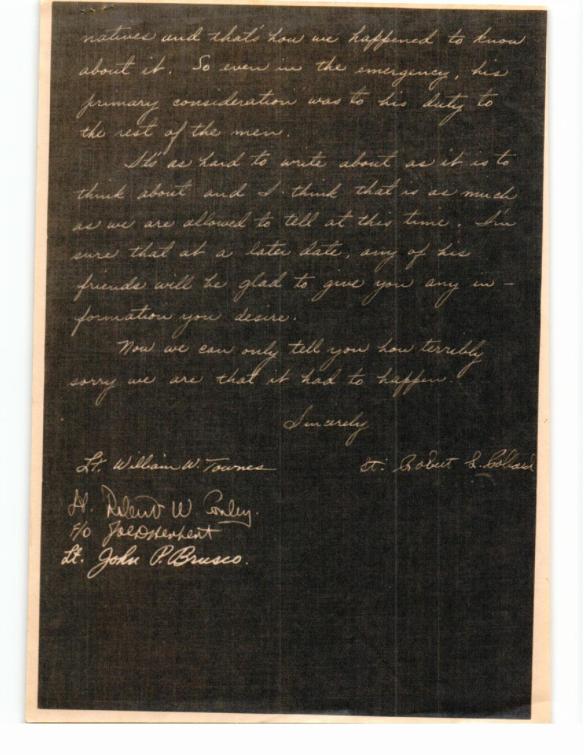 natives and that's how we happened to know
about it. So even in the emergency, his
primary consideration was to his duty to
the rest of the men.
It's as hard to write about as it is to
think about and I think that is as much
as we are allowed to tell at this time. I'm
sure that at a later date, any of his
friends will be glad to give you any in-
formation you desire.
Now we can only tell you how terribly
sorry we are that it had to happen.
Sincerely
Lt. William W. Townes
Lt. Robert L.
Lt. Robert W. Conley.
F/O Joe D Herbert
Lt. John P. Brusco.